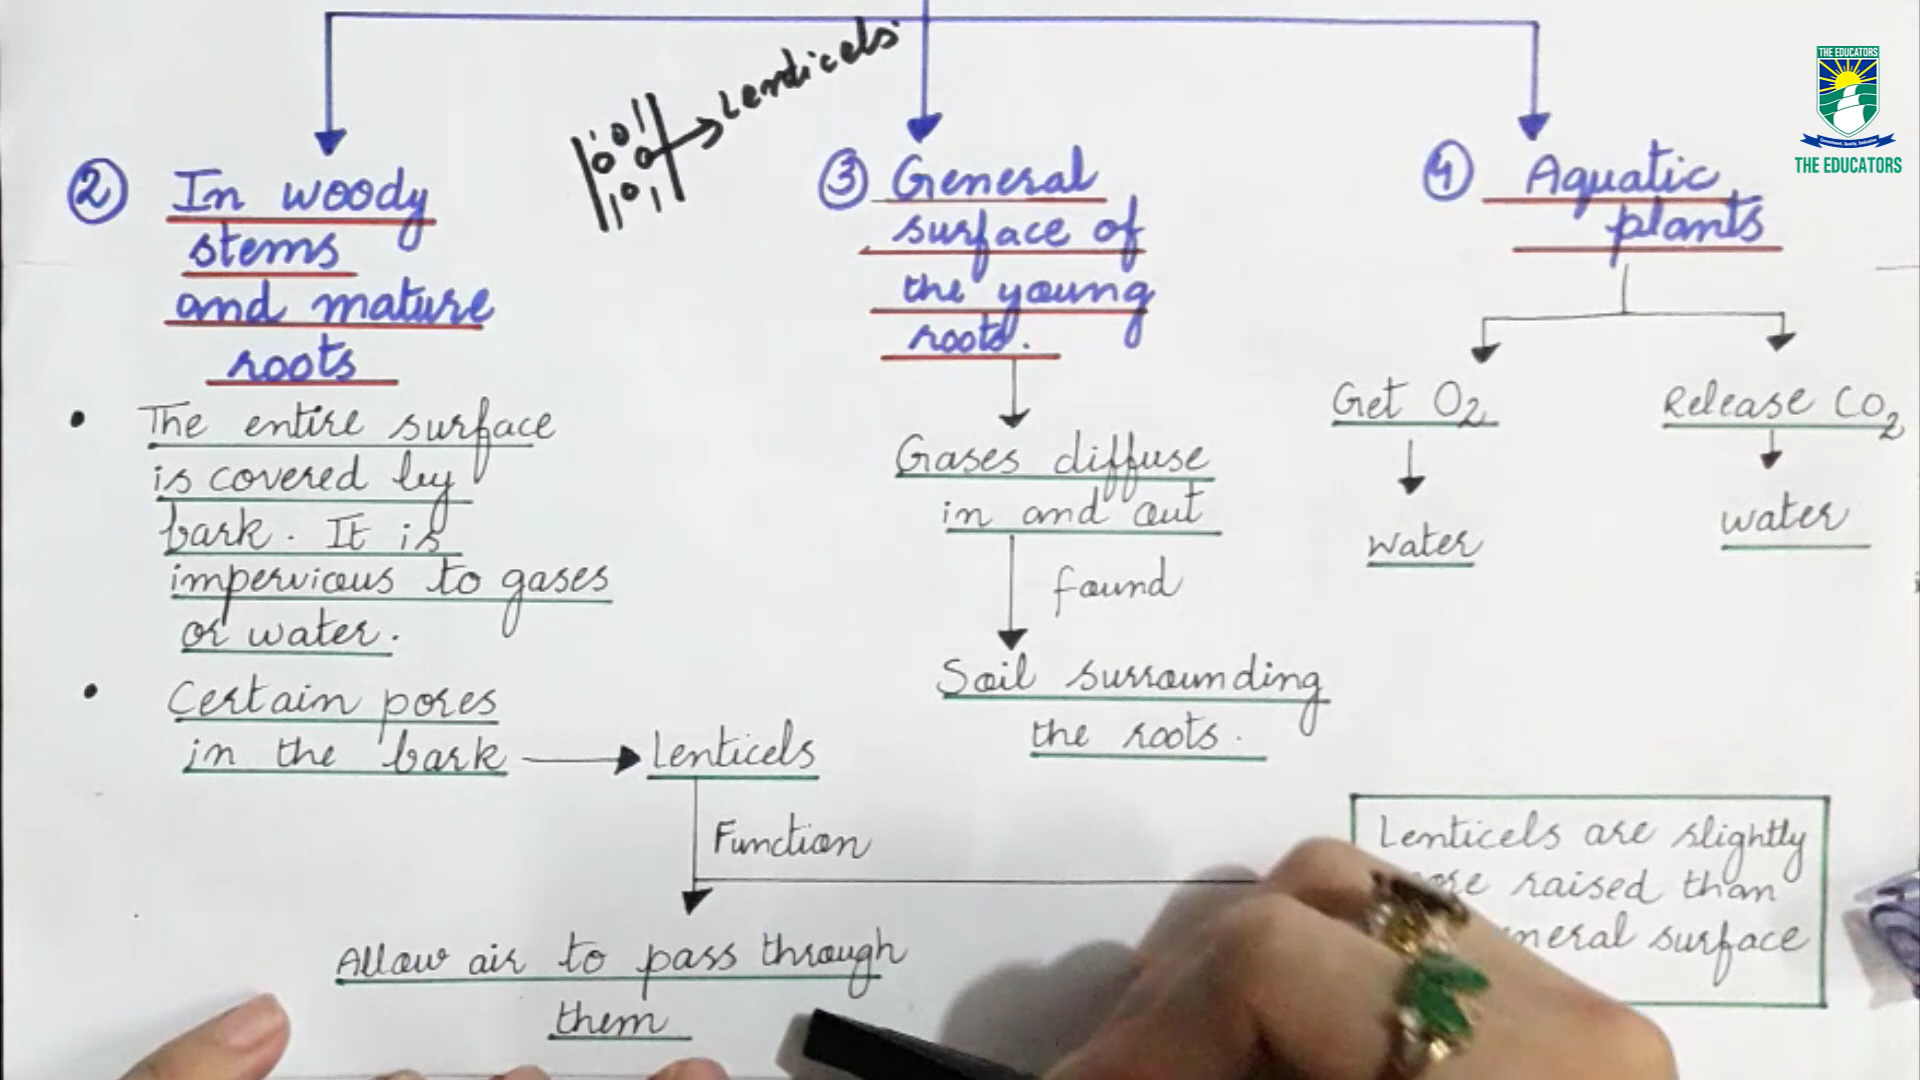 Lenticels
THE EDUCATORS
THE EDUCATORS
② In woody
stems
and mature
roots
• The entire surface
is covered by
bark. It is
impervious to gases
or water.
• Certain pores
in the bark → Lenticels
Function
Allow air to pass through
them
③ General
surface of
the young
roots.
Gases diffuse
in and out
found
Soil surrounding
the roots.
④ Aquatic
plants
Get O2
water
Release CO2
water
Lenticels are slightly
raised than
surface